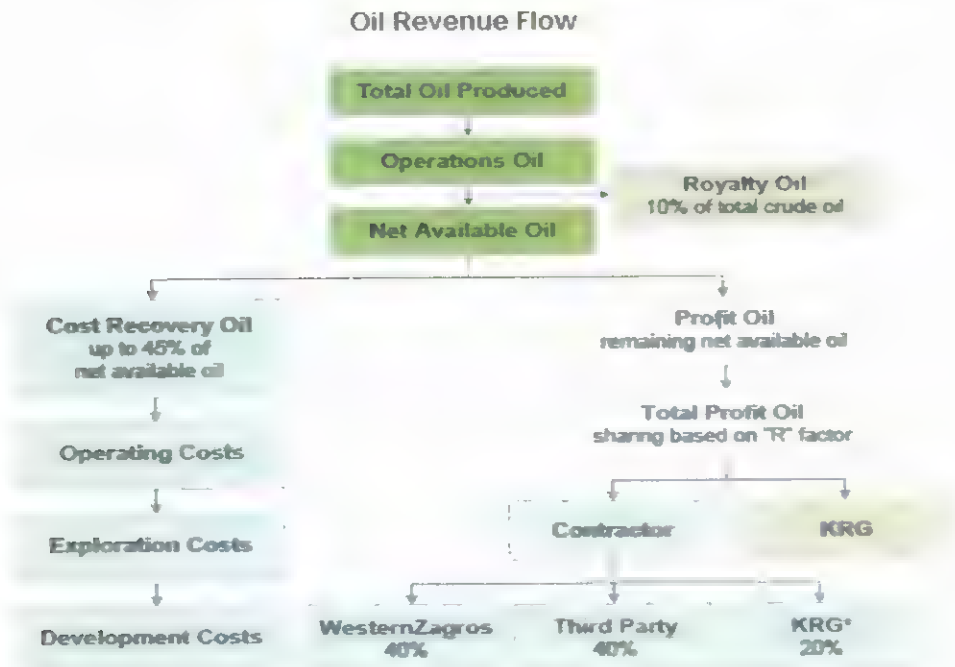 Oil Revenue Flow
Total Oil Produced
Operations Oil
Royalty Oil
10% of total crude oil
Net Available Oil
Cost Recovery Oil
up to 45% of
net available oil
Profit Oil
remaining net available oil
Total Profit Oil
sharing based on "R" factor
Operating Costs
Contractor
KRG
Exploration Costs
Development Costs
WesternZagros
40%
Third Party
40%
KRG*
20%